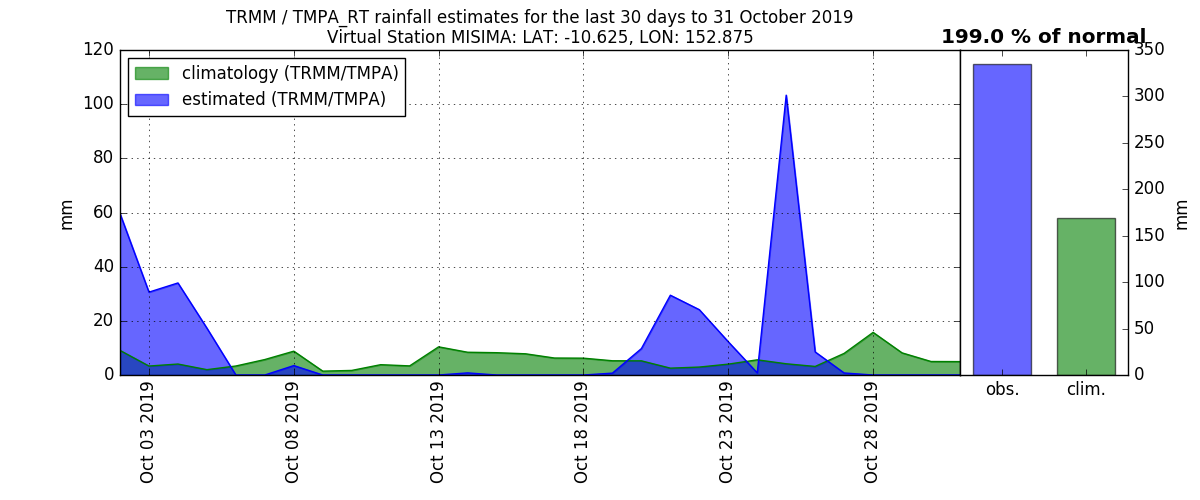 TRMM / TMPA_RT rainfall estimates for the last 30 days to 31 October 2019
Virtual Station MISIMA: LAT: -10.625, LON: 152.875
199.0 % of normal
climatology (TRMM/TMPA)
estimated (TRMM/TMPA)
120
100
80
60
40
20
0
mm
Oct 03 2019
Oct 08 2019
Oct 13 2019
Oct 18 2019
Oct 23 2019
Oct 28 2019
350
300
250
200
150
100
50
0
mm
obs.
clim.